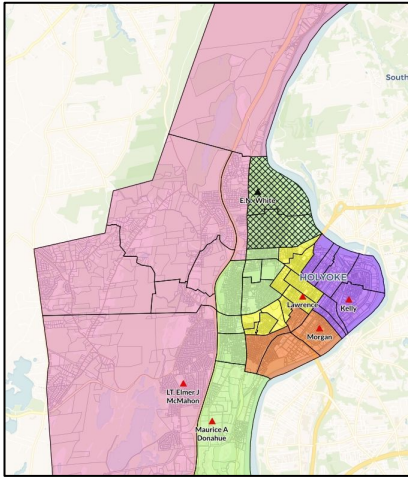 South
E.N. White
HOLYOKE
Lawrence
Kelly
Morgan
LT Elmer J
McMahon
Maurice A
Donahue